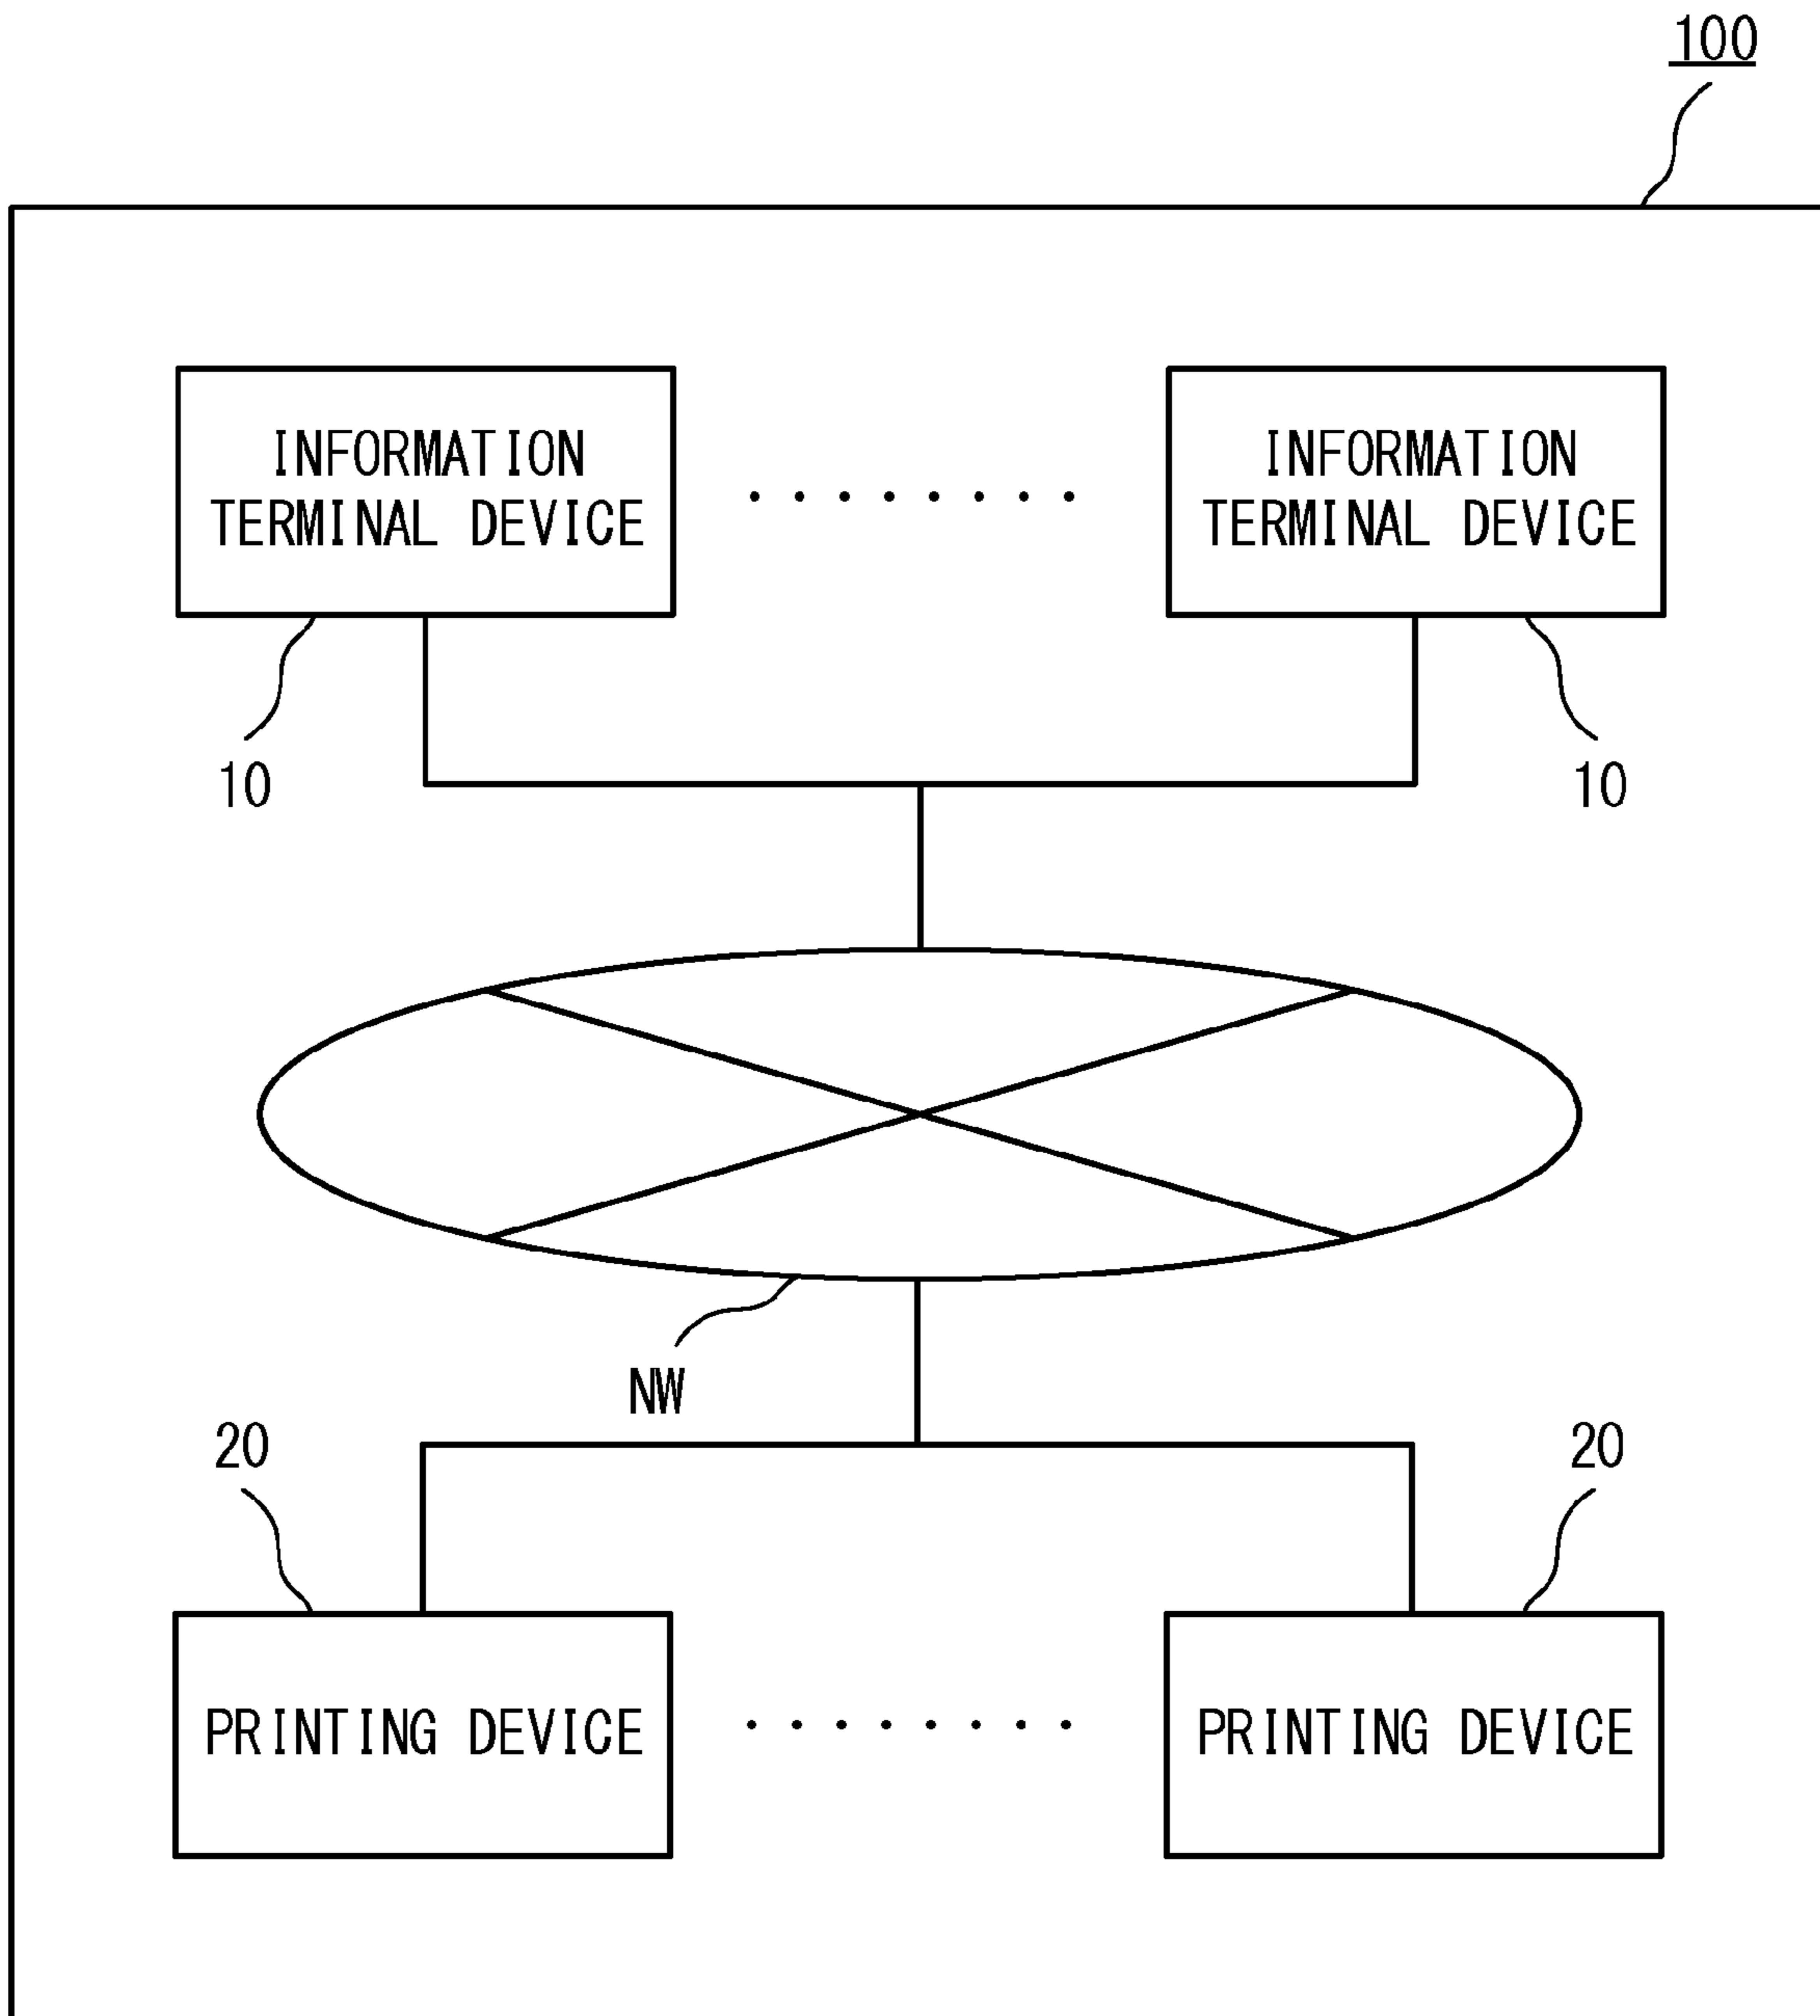 100
INFORMATION
TERMINAL DEVICE
INFORMATION
TERMINAL DEVICE
10
10
NW
20
20
PRINTING DEVICE
PRINTING DEVICE